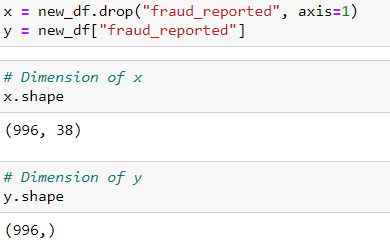 x = new_df.drop("fraud_reported", axis=1)
y = new_df["fraud_reported"]
# Dimension of x
x.shape
(996, 38)
# Dimension of y
y.shape
(996,)